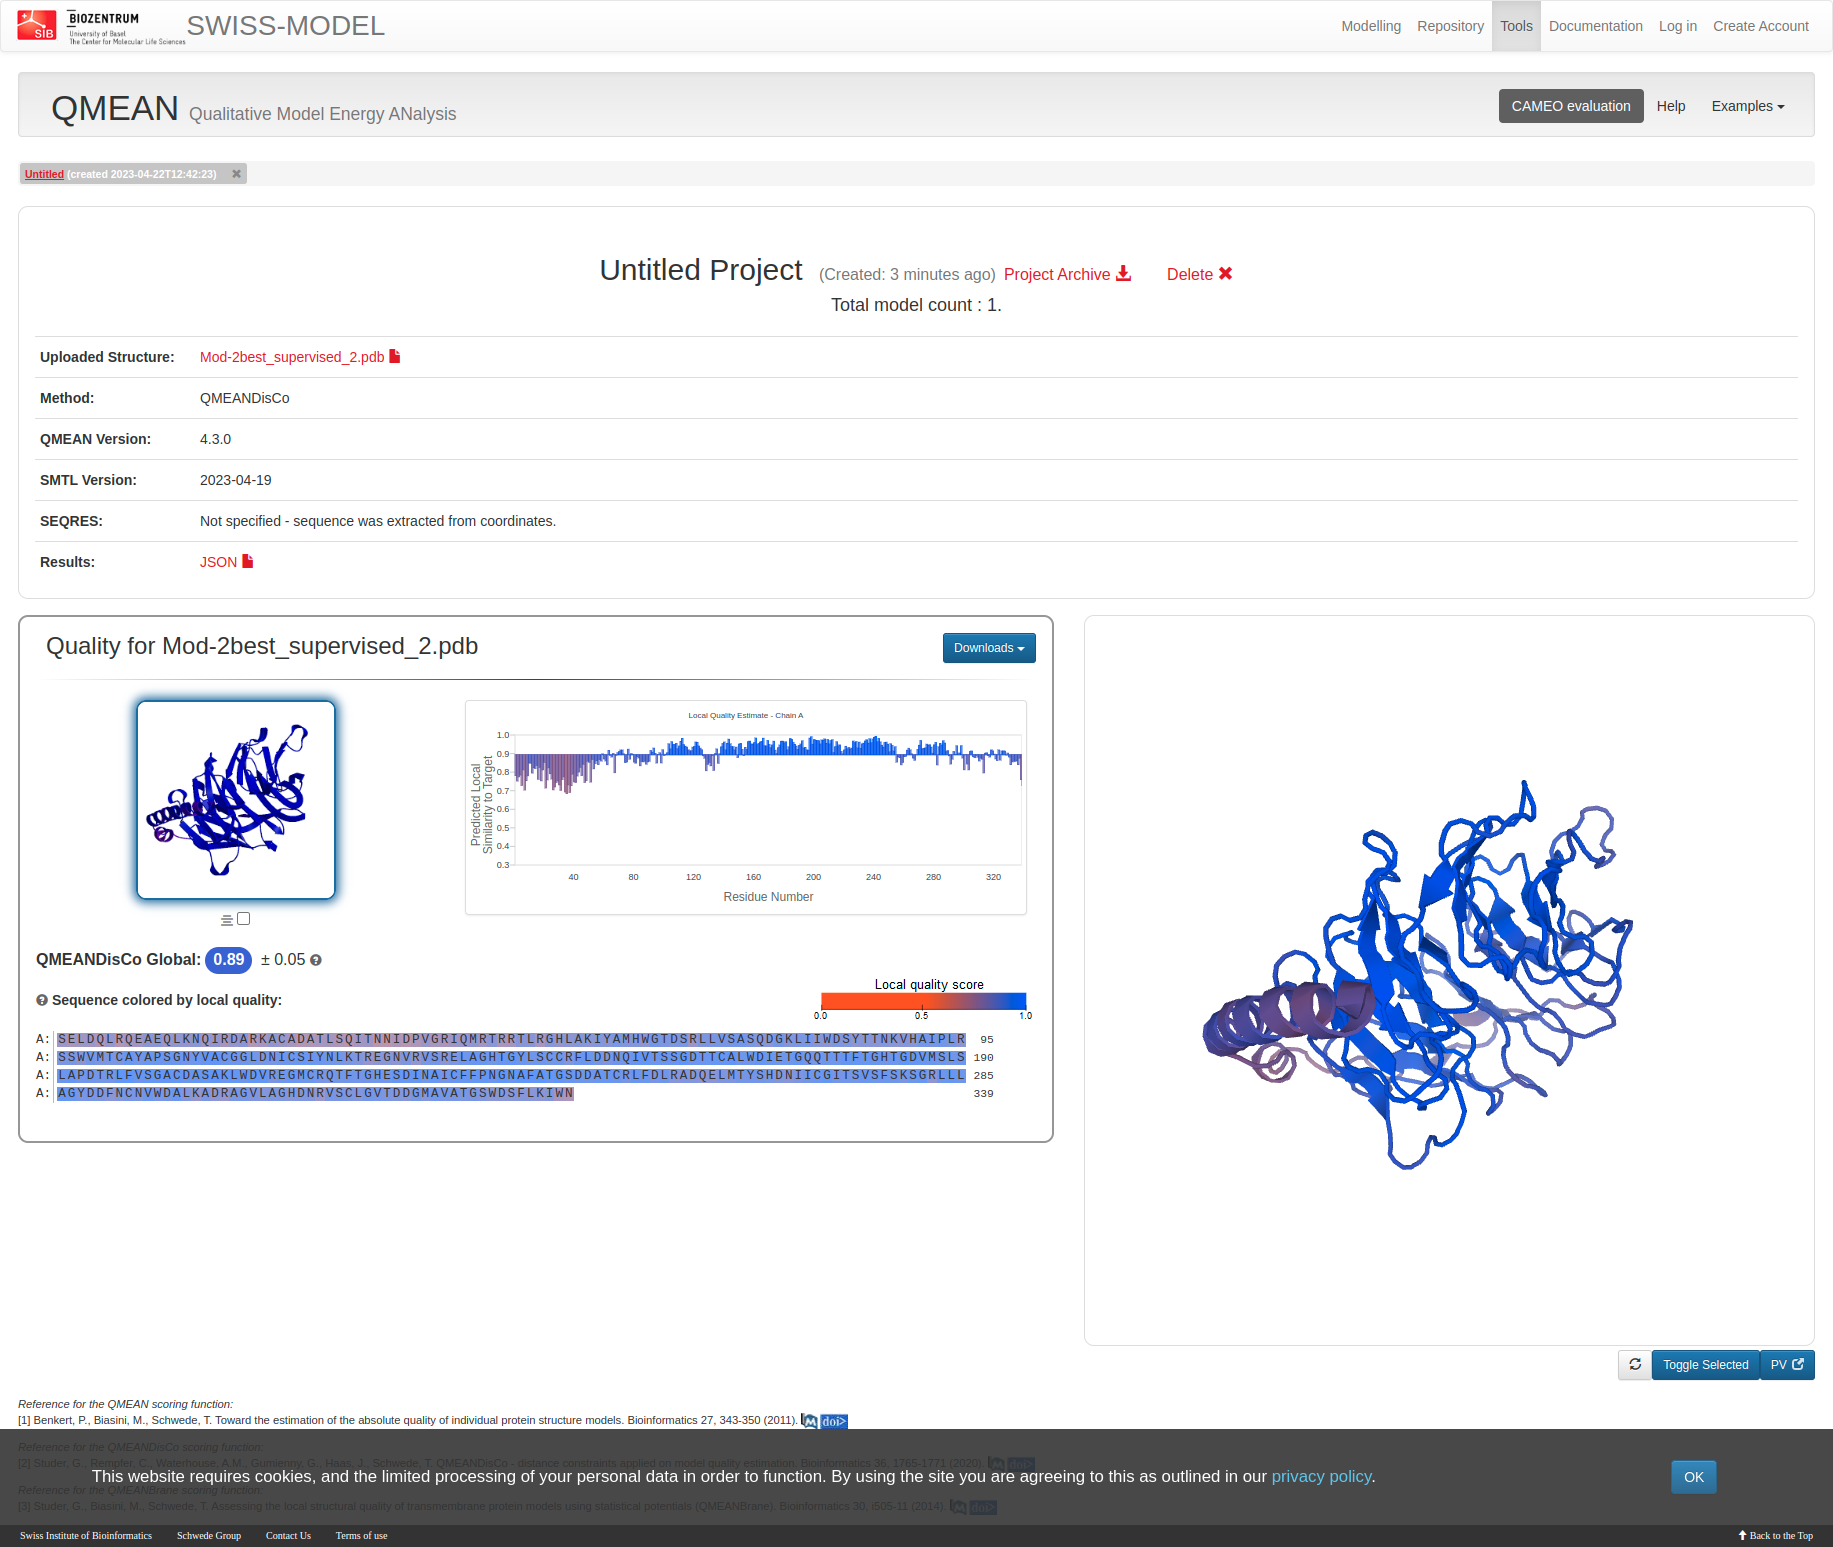 SIB
BIOZENTRUM
University of Basel
The Center for Molecular Life Sciences
SWISS-MODEL
Modelling Repository Tools Documentation Log in Create Account
QMEAN Qualitative Model Energy ANalysis
CAMEO evaluation Help Examples
Untitled (created 2023-04-22T12:42:23)
Untitled Project (Created: 3 minutes ago) Project Archive Delete
Total model count : 1.
Uploaded Structure: Mod-2best_supervised_2.pdb
Method: QMEANDisCo
QMEAN Version: 4.3.0
SMTL Version: 2023-04-19
SEQRES: Not specified - sequence was extracted from coordinates.
Results: JSON
Quality for Mod-2best_supervised_2.pdb
Downloads
Local Quality Estimate - Chain A
1.0
0.9
0.8
0.7
0.6
0.5
0.4
0.3
Predicted Local
Similarity to Target
40 80 120 160 200 240 280 320
Residue Number
QMEANDisCo Global: 0.89 ± 0.05
Sequence colored by local quality:
Local quality score
0.0 0.5 1.0
A: SELDQLRQEAEQLKNQIRDARKACADATLSQITNNIDPVGRIQMRTRRTLRGHLAKIYAMHWGTDSRLLVSASQDGKLIIWDSYTTNKVHAIPLR 95
A: SSWVMTCAYAPSGNYVACGGLDNICSIYNLKTREGNVRVSRELAGHTGYLSCCRFLDDNQIVTSSGDTTCALWDIETGQQTTTFTGHTGDVMSLS 190
A: LAPDTRLFVSGACDASAKLWDVREGMCRQTFTGHESDINAICFFPNGNAFATGSDDATCRLFDLRADQELMTYSHDNIICGITSVSFSKSGRLLL 285
A: AGYDDFNCNVWDALKADRAGVLAGHDNRVSCLGVTDDGMAVATGSWDSFLKIWN 339
Toggle Selected PV
Reference for the QMEAN scoring function:
[1] Benkert, P., Biasini, M., Schwede, T. Toward the estimation of the absolute quality of individual protein structure models. Bioinformatics 27, 343-350 (2011). M doi>
Reference for the QMEANDisCo scoring function:
[2] Studer, G., Rempfer, C., Waterhouse, A.M., Gumienny, G., Haas, J., Schwede, T. QMEANDisCo - distance constraints applied on model quality estimation. Bioinformatics 36, 1765-1771 (2020). M doi>
This website requires cookies, and the limited processing of your personal data in order to function. By using the site you are agreeing to this as outlined in our privacy policy.
OK
Reference for the QMEANBrane scoring function:
[3] Studer, G., Biasini, M., Schwede, T. Assessing the local structural quality of transmembrane protein models using statistical potentials (QMEANBrane). Bioinformatics 30, i505-11 (2014). M doi>
Swiss Institute of Bioinformatics Schwede Group Contact Us Terms of use Back to the Top